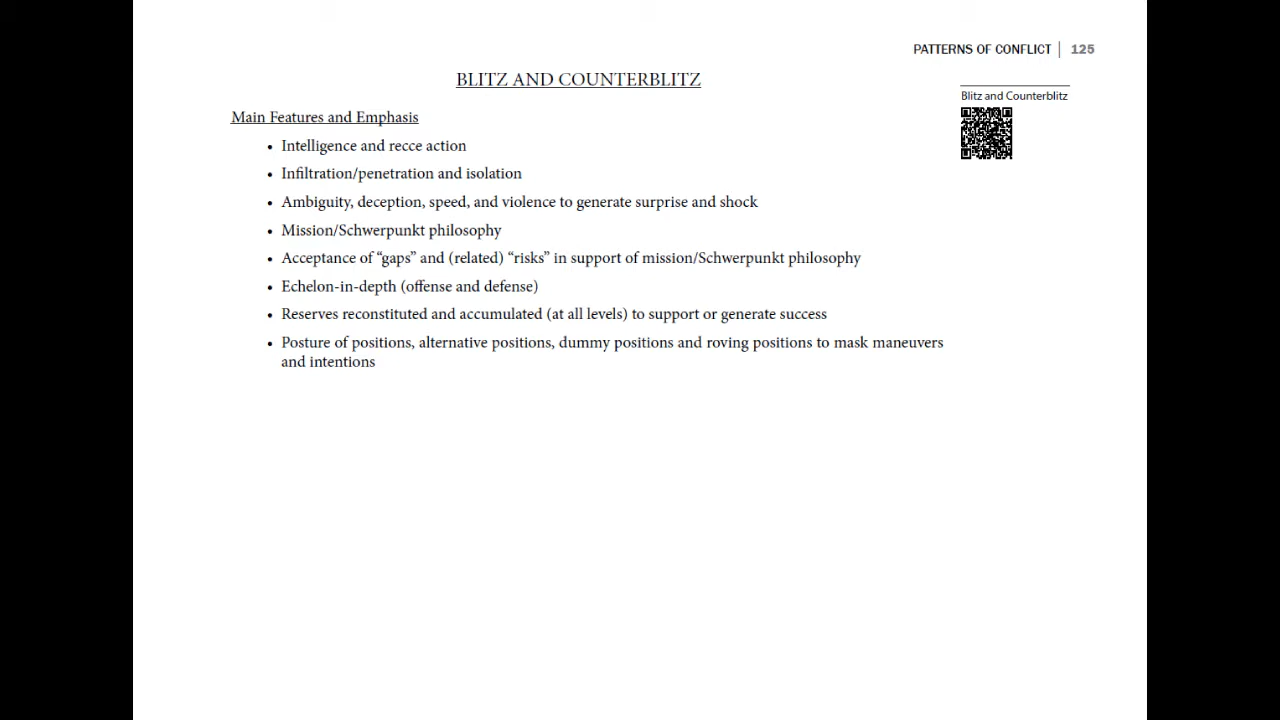 PATTERNS OF CONFLICT | 125
BLITZ AND COUNTERBLITZ
Blitz and Counterblitz
Main Features and Emphasis
• Intelligence and recce action
• Infiltration/penetration and isolation
• Ambiguity, deception, speed, and violence to generate surprise and shock
• Mission/Schwerpunkt philosophy
• Acceptance of “gaps” and (related) “risks” in support of mission/Schwerpunkt philosophy
• Echelon-in-depth (offense and defense)
• Reserves reconstituted and accumulated (at all levels) to support or generate success
• Posture of positions, alternative positions, dummy positions and roving positions to mask maneuvers
and intentions